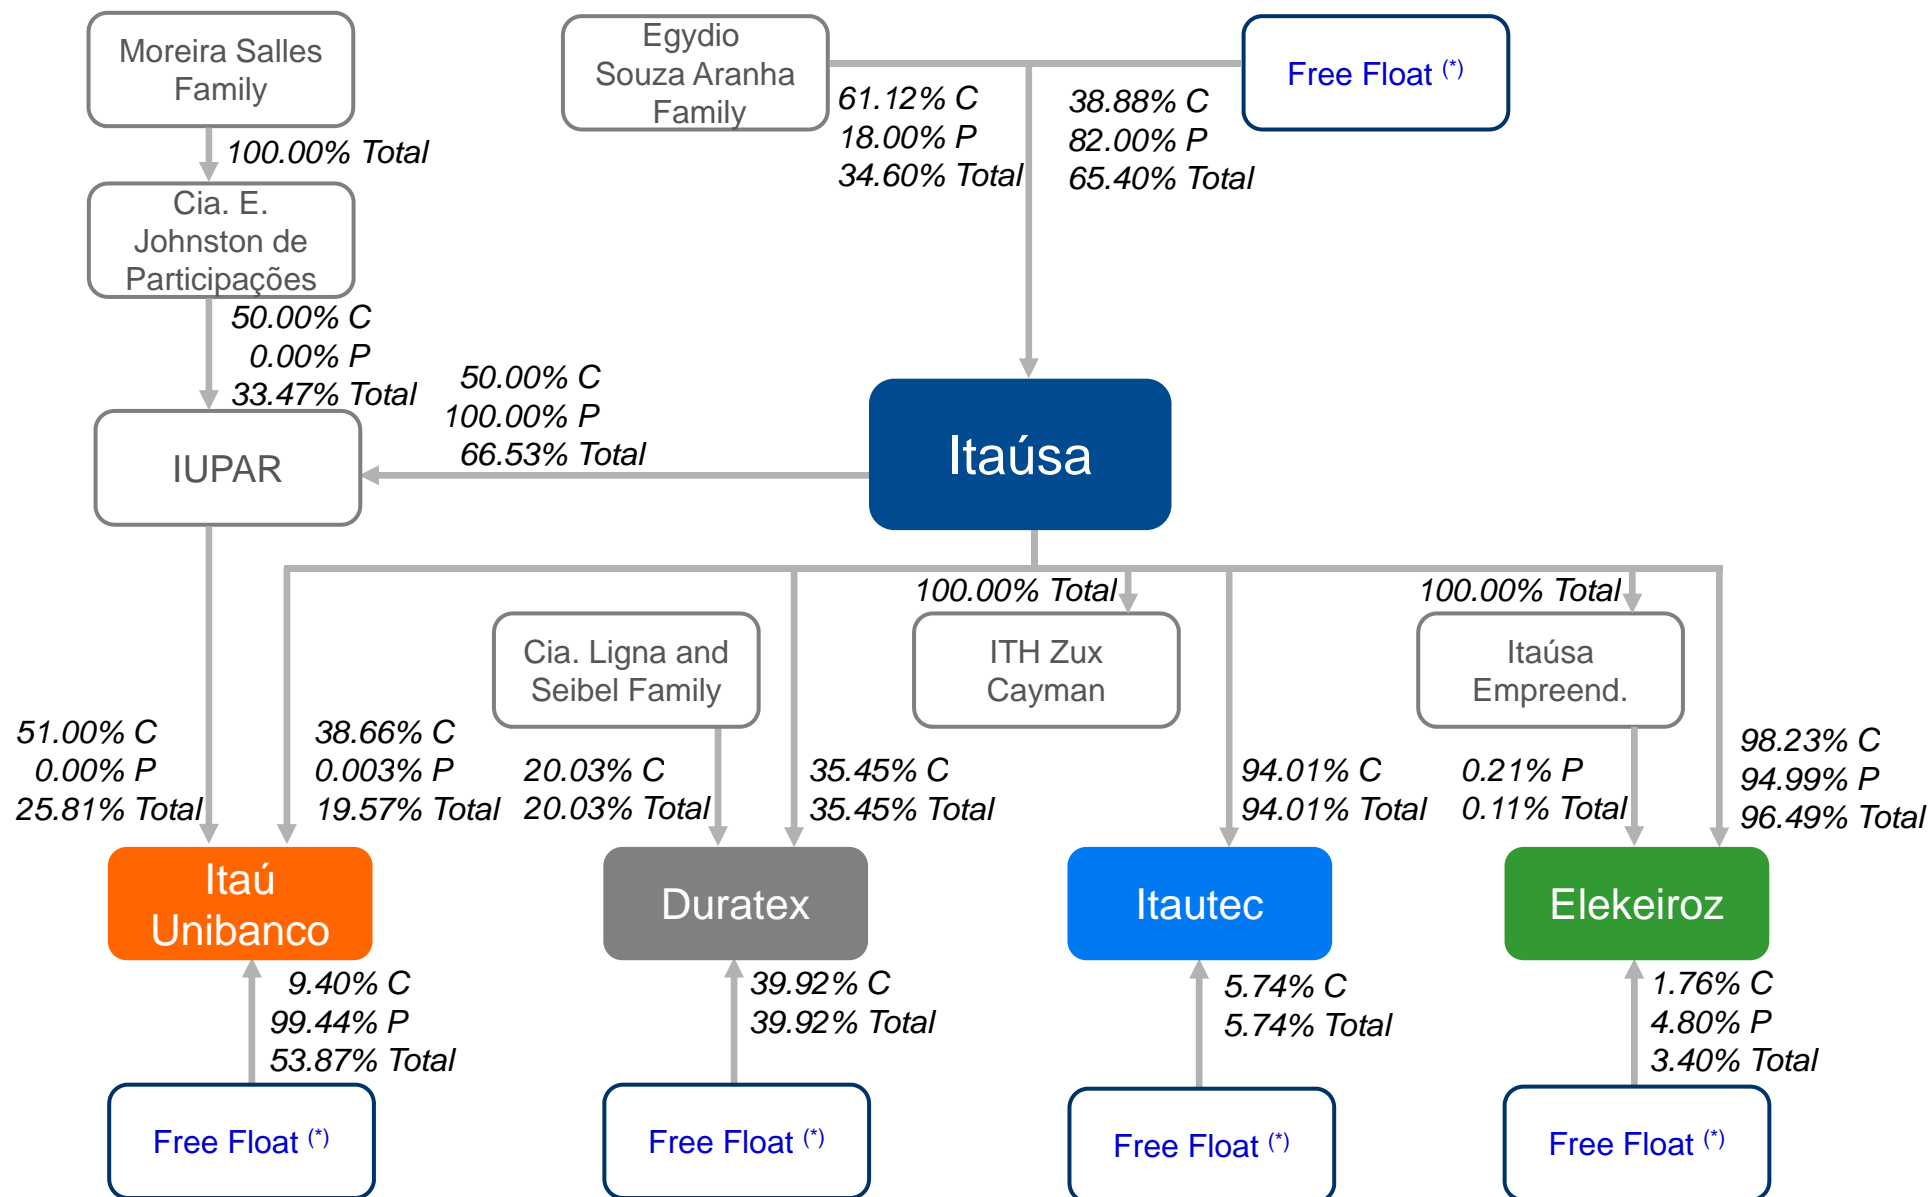 Moreira Salles
Family
Egydio
Souza Aranha
Family
Free Float (*)
61.12% C
18.00% P
34.60% Total
38.88% C
82.00% P
65.40% Total
100.00% Total
Cia. E.
Johnston de
Participações
50.00% C
0.00% P
33.47% Total
50.00% C
100.00% P
66.53% Total
IUPAR
Itaúsa
100.00% Total
100.00% Total
Cia. Ligna and
Seibel Family
ITH Zux
Cayman
Itaúsa
Empreend.
51.00% C
0.00% P
25.81% Total
38.66% C
0.003% P
19.57% Total
20.03% C
20.03% Total
35.45% C
35.45% Total
94.01% C
94.01% Total
0.21% P
0.11% Total
98.23% C
94.99% P
96.49% Total
Itaú
Unibanco
Duratex
Itautec
Elekeiroz
9.40% C
99.44% P
53.87% Total
39.92% C
39.92% Total
5.74% C
5.74% Total
1.76% C
4.80% P
3.40% Total
Free Float (*)
Free Float (*)
Free Float (*)
Free Float (*)